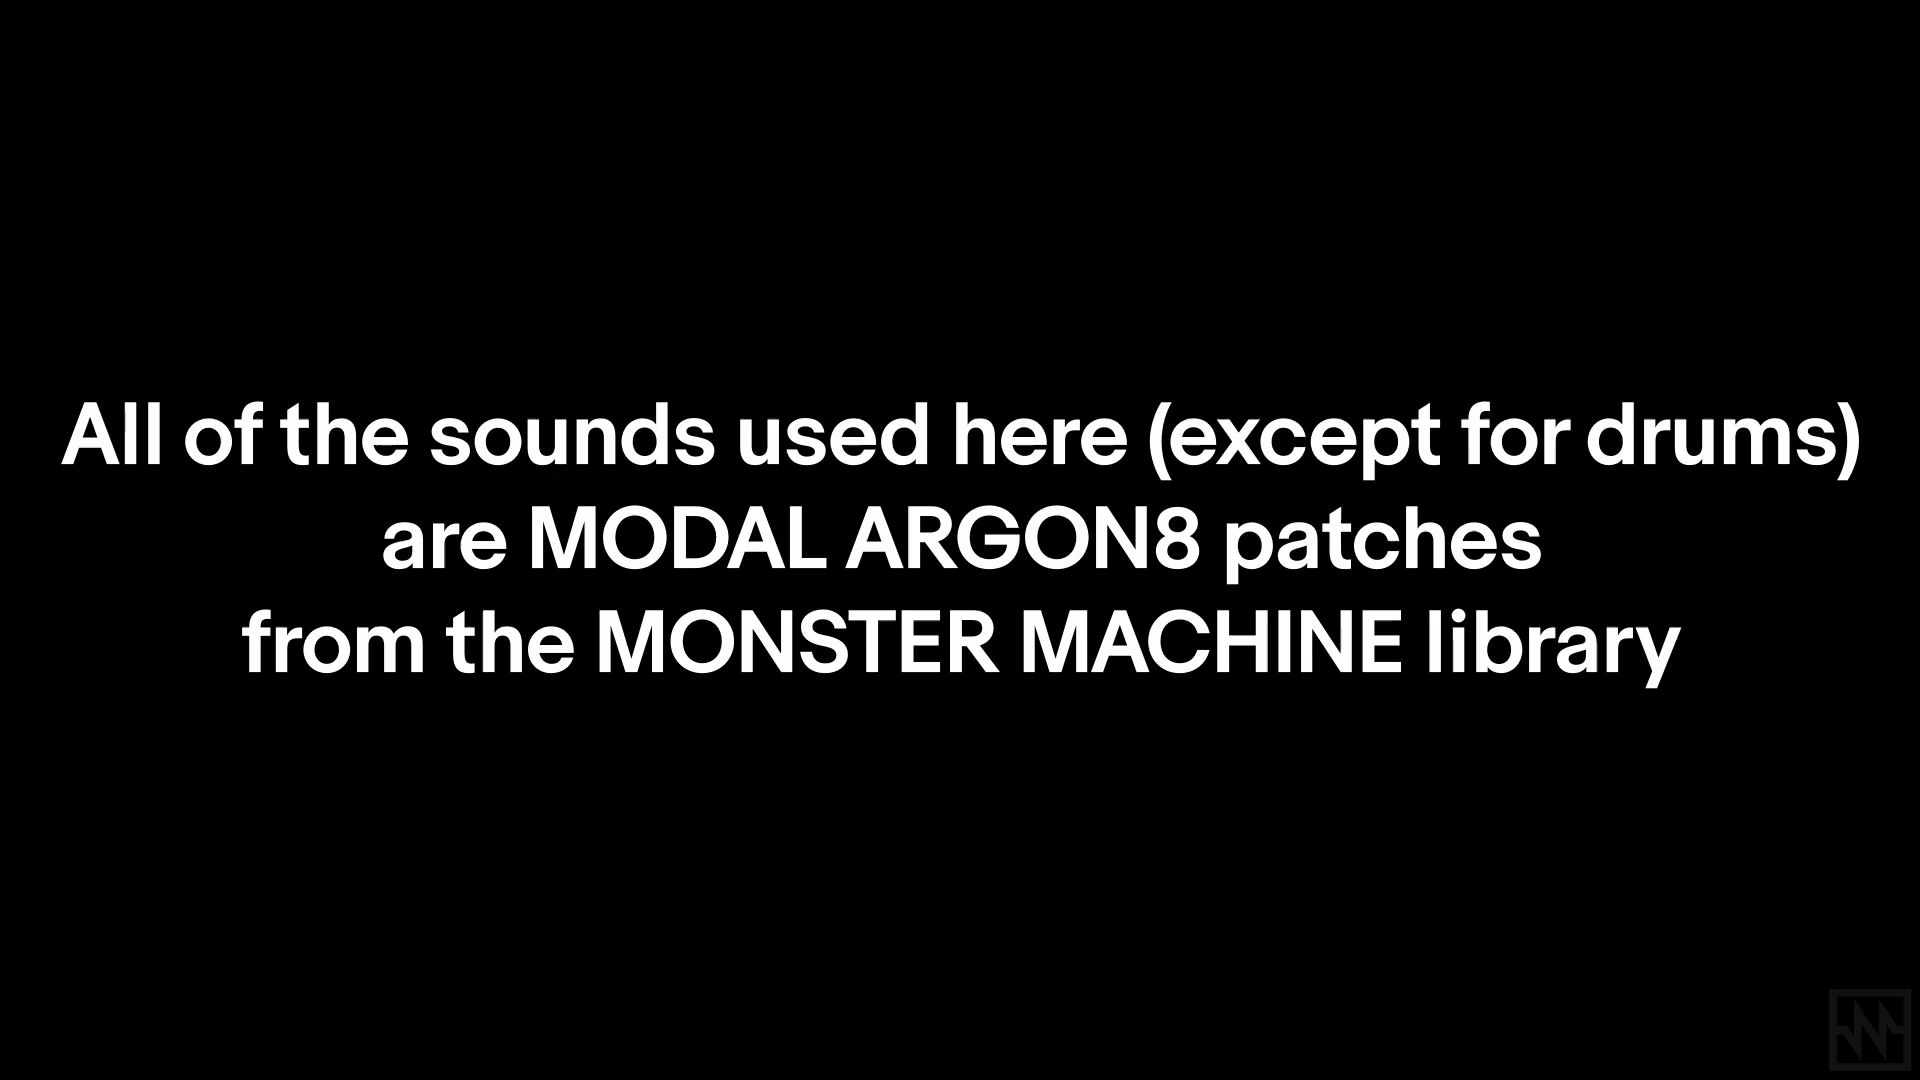 All of the sounds used here (except for drums)
are MODAL ARGON8 patches
from the MONSTER MACHINE library